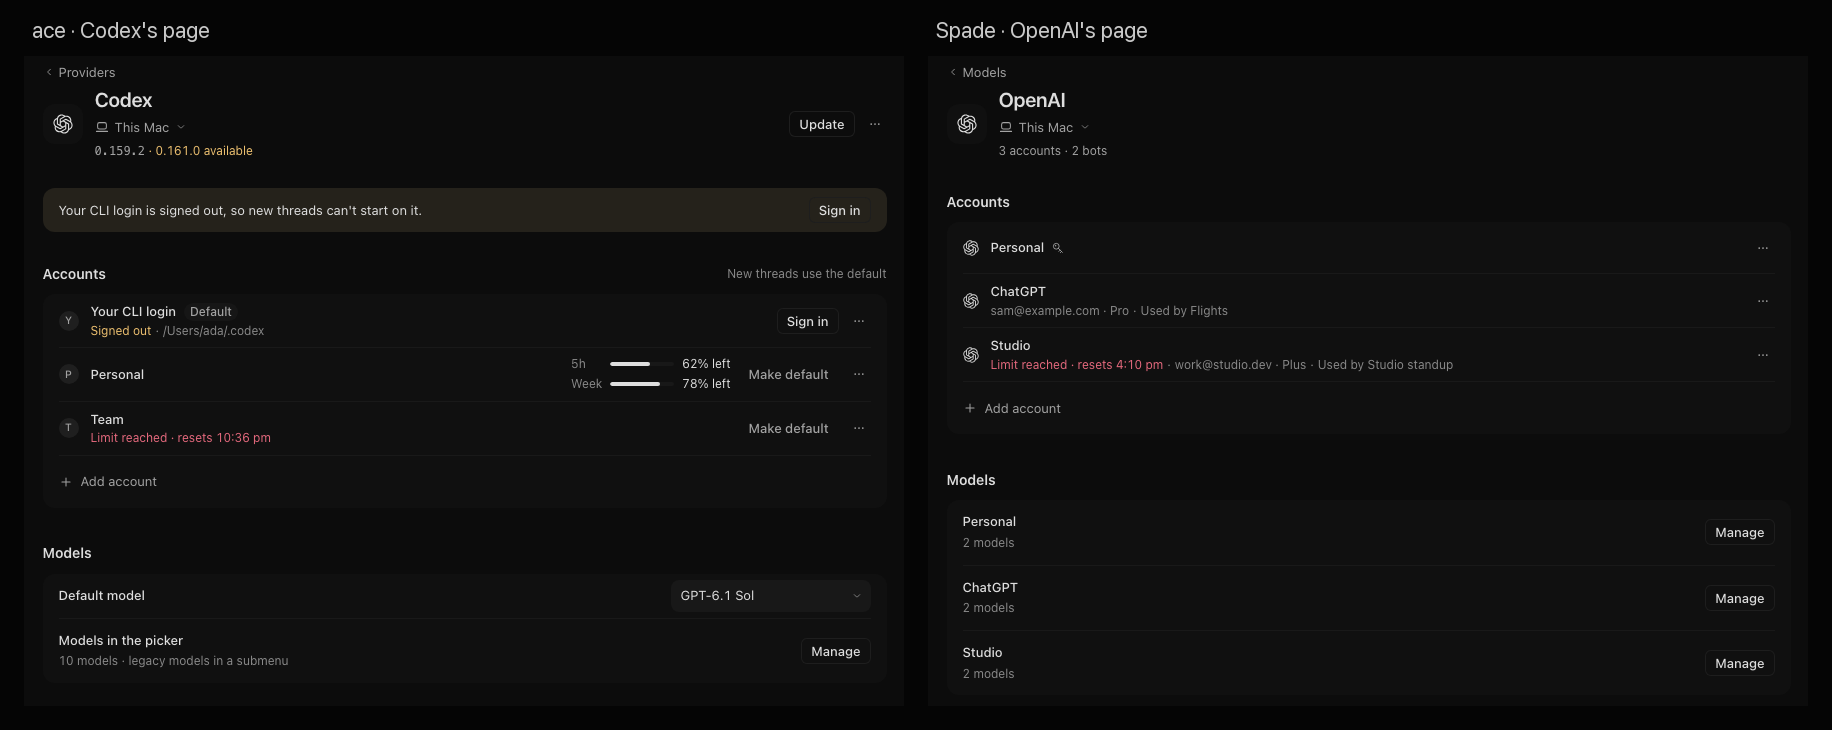 ace · Codex's page
Providers
Codex
This Mac
0.159.2 · 0.161.0 available
Update
Your CLI login is signed out, so new threads can't start on it.
Sign in
Accounts
New threads use the default
Y
Your CLI login Default
Signed out · /Users/ada/.codex
Sign in
P
Personal
5h 62% left
Week 78% left
Make default
T
Team
Limit reached · resets 10:36 pm
Make default
+ Add account
Models
Default model
GPT-6.1 Sol
Models in the picker
10 models · legacy models in a submenu
Manage
Spade · OpenAI's page
Models
OpenAI
This Mac
3 accounts · 2 bots
Accounts
Personal
ChatGPT
sam@example.com · Pro · Used by Flights
Studio
Limit reached · resets 4:10 pm · work@studio.dev · Plus · Used by Studio standup
+ Add account
Models
Personal
2 models
Manage
ChatGPT
2 models
Manage
Studio
2 models
Manage